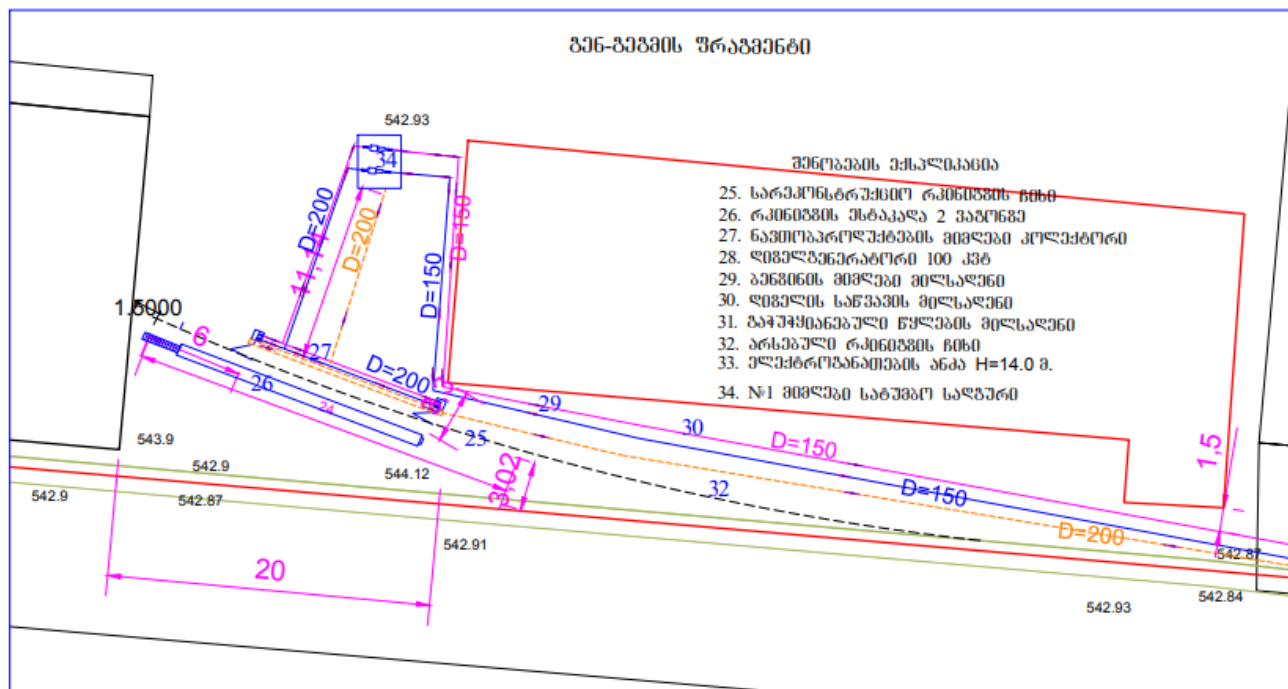 გენ-გეგმის ფრაგმენტი
542.93
შენობების ექსპლიკაცია
25. სარეკონსტრუქციო რკინიგზის ჩიხი
26. რკინიგზის ესტაკადა 2 ვაგონზე
27. ნავთობპროდუქტების მიმღები კოლექტორი
28. დიზელგენერატორი 100 კვტ
29. ბენზინის მიმღები მილსადენი
30. დიზელის საწვავის მილსადენი
31. გაჭუჭყიანებული წყლების მილსადენი
32. არსებული რკინიგზის ჩიხი
33. ელექტროგანათების ანძა H=14.0 მ.
34. №1 მიმღები სატუმბო სადგური
34
D=200
D=200
D=150
D=150
1.5000
6
27
26
D=200
24
25
29
30
D=150
D=150
D=200
32
1,5
3,02
543.9
542.9
544.12
542.9
542.87
542.91
20
542.87
542.84
542.93